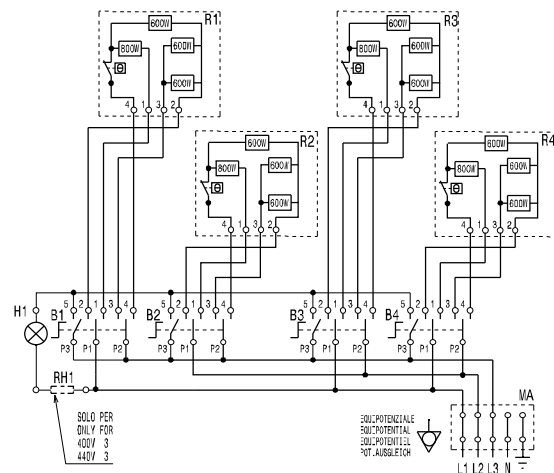 R1
600W
800W
600W
600W
4 1 3 2
R3
600W
800W
600W
600W
4 1 3 2
R2
600W
800W
600W
600W
4 1 3 2
R4
600W
800W
600W
600W
4 1 3 2
H1
B1
5 2 1 3 4
P3 P1 P2
B2
5 2 1 3 4
P3 P1 P2
B3
5 2 1 3 4
P3 P1 P2
B4
5 2 1 3 4
P3 P1 P2
RH1
SOLO PER
ONLY FOR
400V 3
440V 3
EQUIPOTENZIALE
EQUIPOTENTIAL
EQUIPOTENTIEL
POT.AUSGLEICH
MA
L1 L2 L3 N